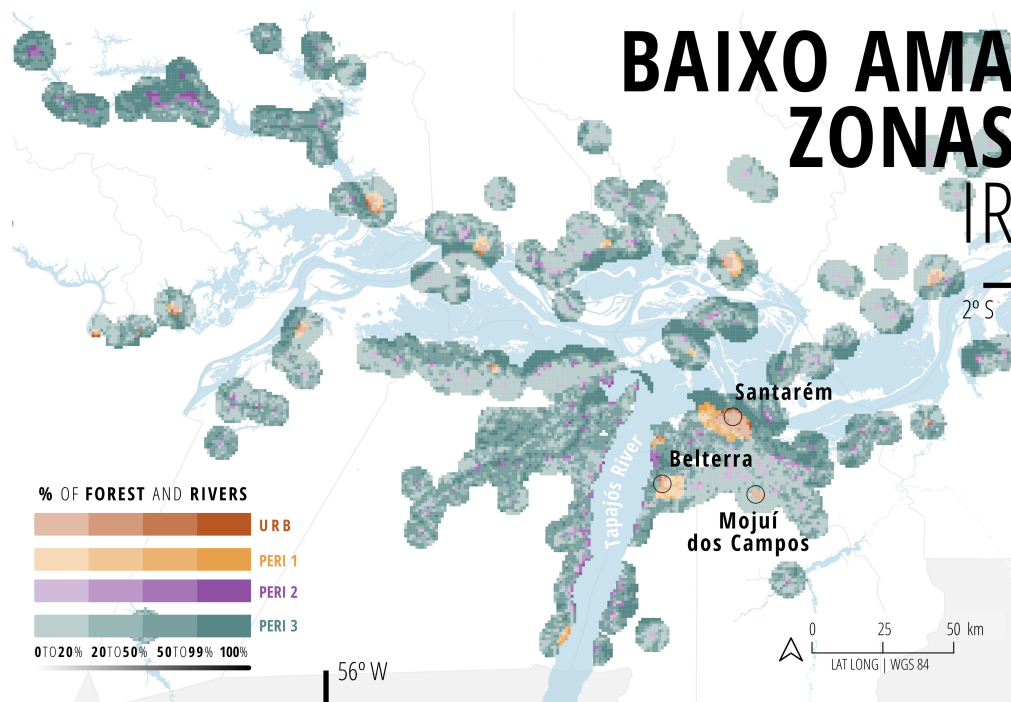 BAIXO AMA
ZONAS
IR
2º S
Santarém
Belterra
Mojuí
dos Campos
Tapajós River
% OF FOREST AND RIVERS
URB
PERI 1
PERI 2
PERI 3
0TO20% 20TO50% 50TO99% 100%
56º W
0 25 50 km
LAT LONG | WGS 84